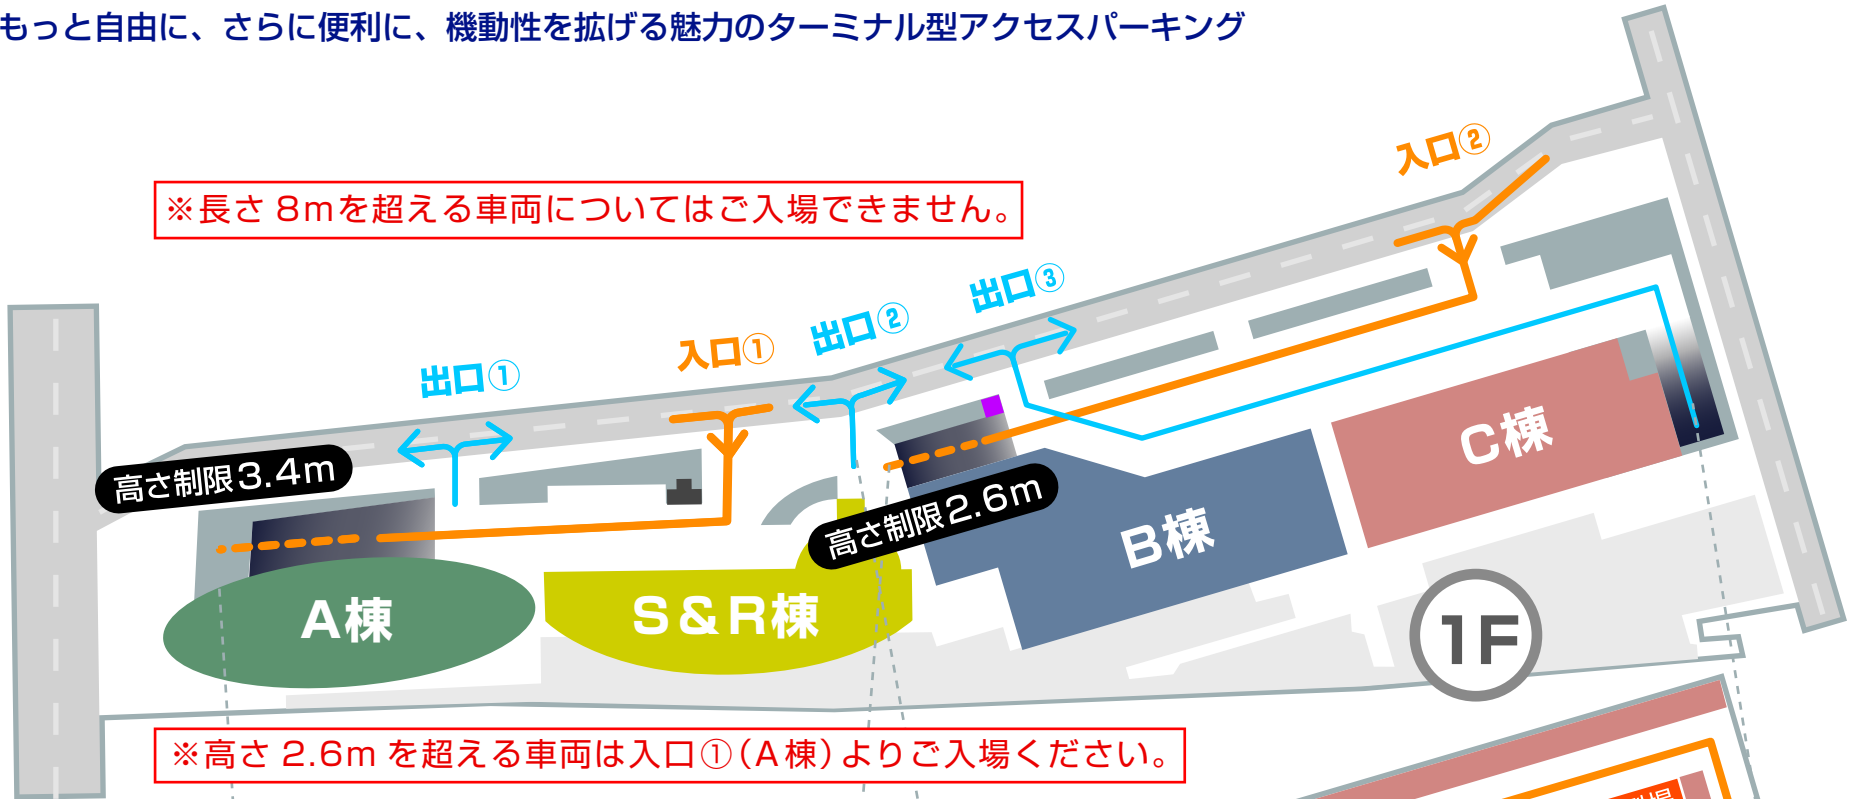 もっと自由に、さらに便利に、機動性を拡げる魅力のターミナル型アクセスパーキング
入口②
※長さ 8mを超える車両についてはご入場できません。
出口③
出口②
入口①
出口①
高さ制限3.4m
高さ制限2.6m
C棟
B棟
A棟
S&R棟
1F
※高さ 2.6m を超える車両は入口①(A棟)よりご入場ください。